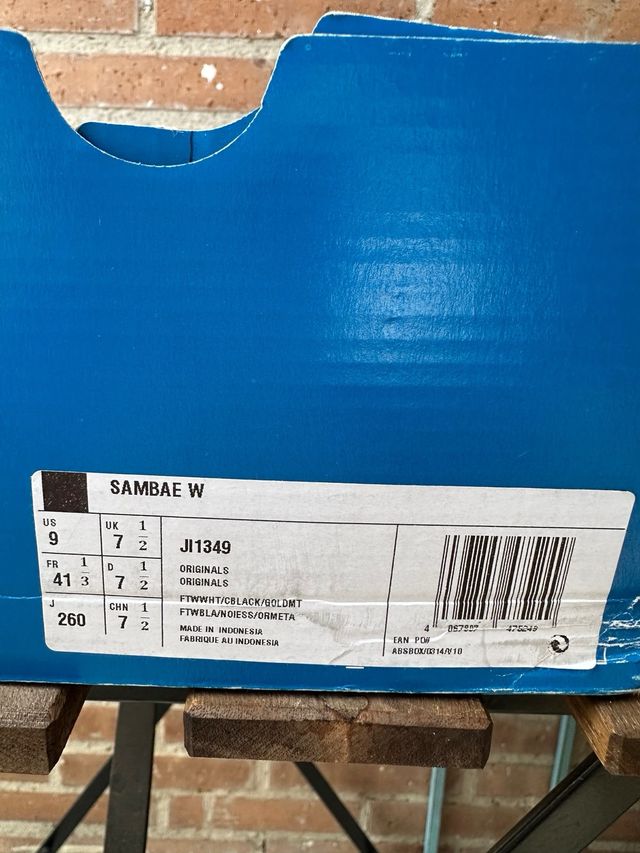 SAMBAE W
US 9
UK 7 1/2
FR 41 1/3
D 7 1/2
J 260
CHN 7 1/2
JI1349
ORIGINALS
ORIGINALS
FTWWHT/CBLACK/GOLDMT
FTWBLA/NOIESS/ORMETA
MADE IN INDONESIA
FABRIQUE AU INDONESIA
4
EAN